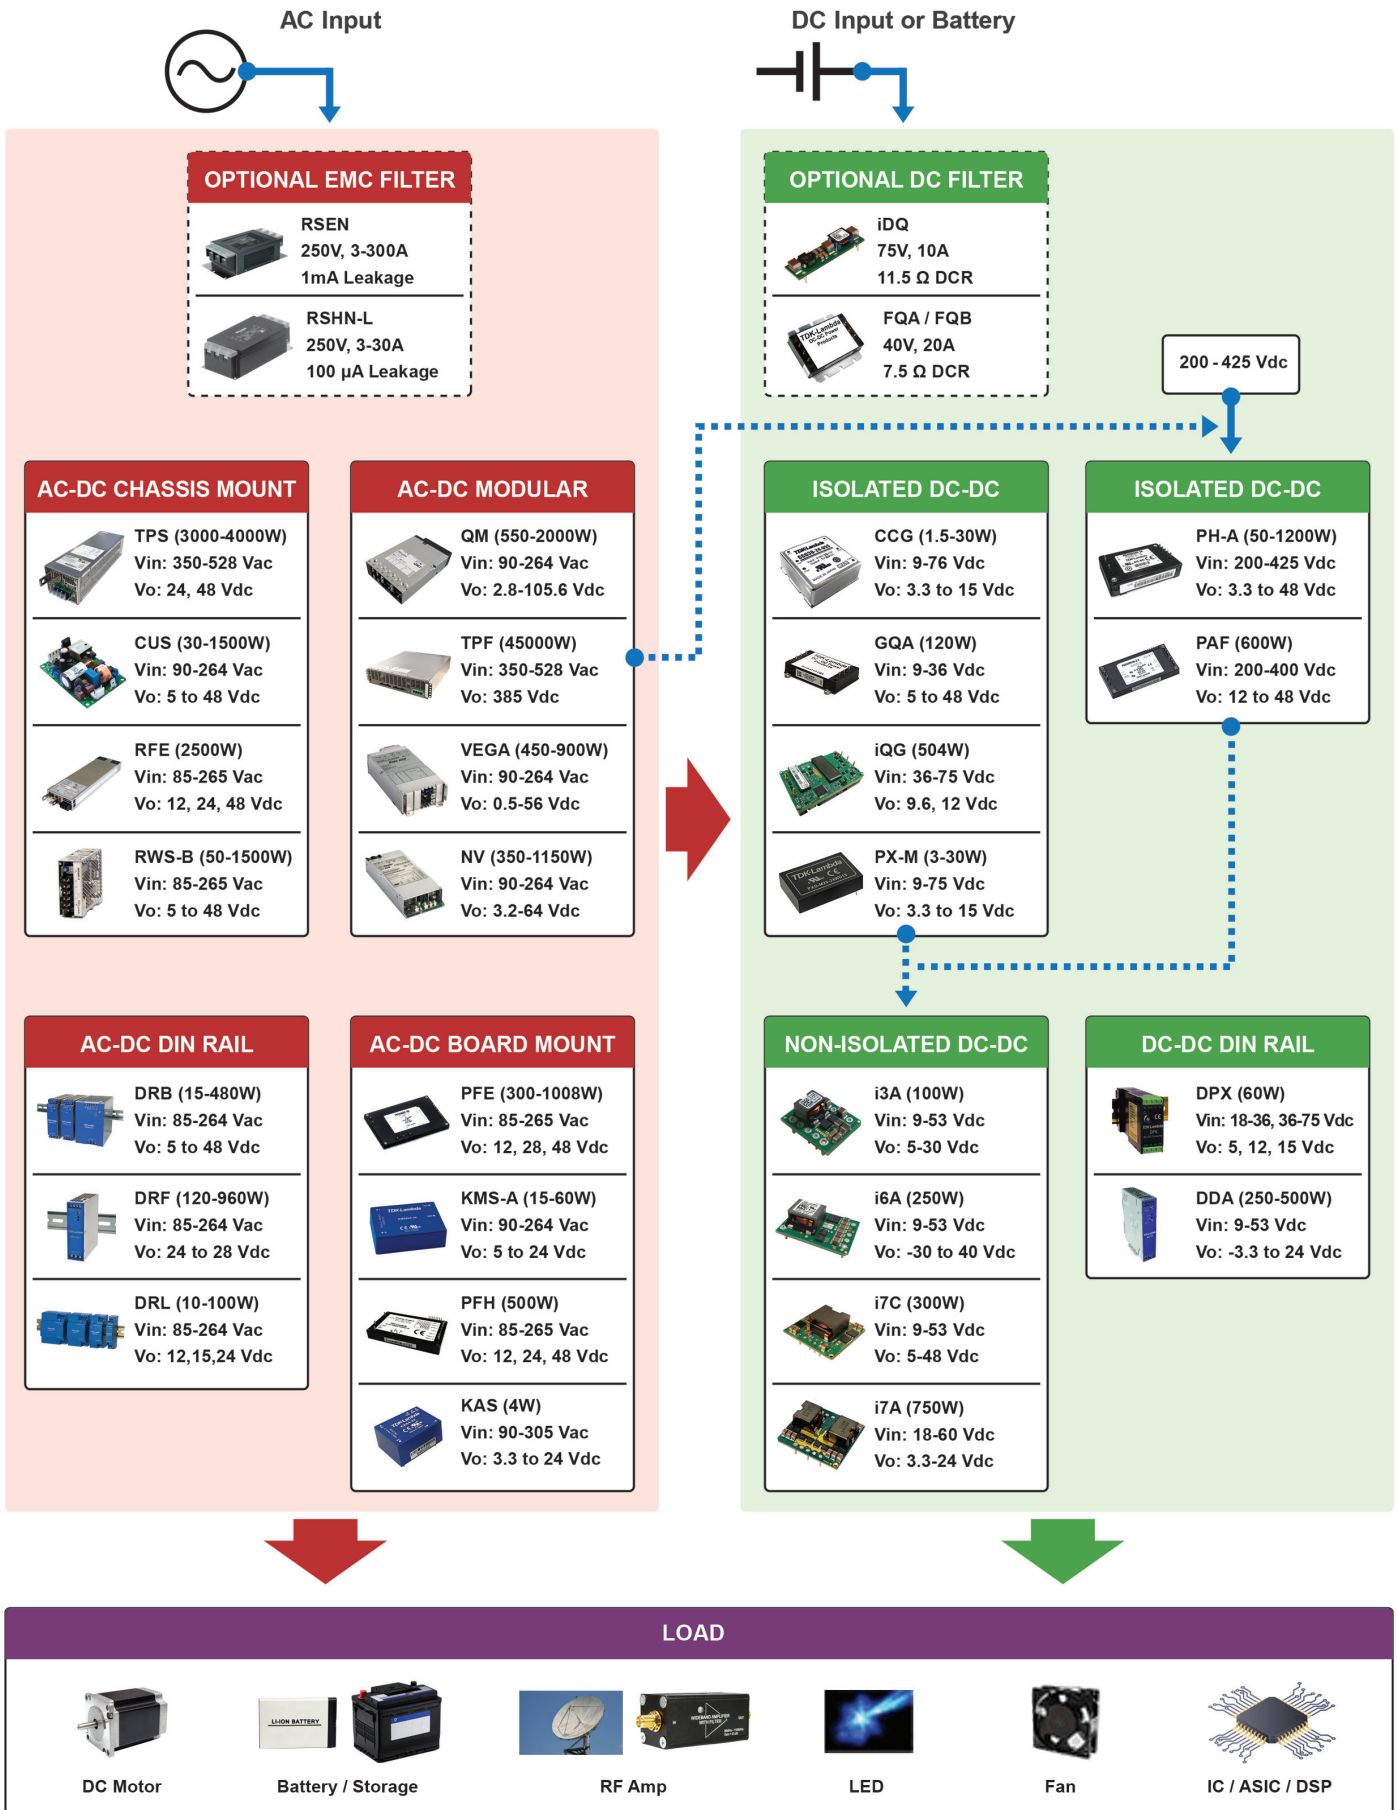 AC Input
DC Input or Battery
OPTIONAL EMC FILTER
RSEN
250V, 3-300A
1mA Leakage
RSHN-L
250V, 3-30A
100 µA Leakage
OPTIONAL DC FILTER
iDQ
75V, 10A
11.5 Ω DCR
TDK-Lambda
DC-DC Power
Products
FQA / FQB
40V, 20A
7.5 Ω DCR
200 - 425 Vdc
AC-DC CHASSIS MOUNT
TPS (3000-4000W)
Vin: 350-528 Vac
Vo: 24, 48 Vdc
CUS (30-1500W)
Vin: 90-264 Vac
Vo: 5 to 48 Vdc
RFE (2500W)
Vin: 85-265 Vac
Vo: 12, 24, 48 Vdc
RWS-B (50-1500W)
Vin: 85-265 Vac
Vo: 5 to 48 Vdc
AC-DC MODULAR
QM (550-2000W)
Vin: 90-264 Vac
Vo: 2.8-105.6 Vdc
TPF (45000W)
Vin: 350-528 Vac
Vo: 385 Vdc
VEGA (450-900W)
Vin: 90-264 Vac
Vo: 0.5-56 Vdc
NV (350-1150W)
Vin: 90-264 Vac
Vo: 3.2-64 Vdc
ISOLATED DC-DC
CCG (1.5-30W)
Vin: 9-76 Vdc
Vo: 3.3 to 15 Vdc
GQA (120W)
Vin: 9-36 Vdc
Vo: 5 to 48 Vdc
iQG (504W)
Vin: 36-75 Vdc
Vo: 9.6, 12 Vdc
TDK-Lambda
PX-M (3-30W)
Vin: 9-75 Vdc
Vo: 3.3 to 15 Vdc
ISOLATED DC-DC
PH-A (50-1200W)
Vin: 200-425 Vdc
Vo: 3.3 to 48 Vdc
PAF (600W)
Vin: 200-400 Vdc
Vo: 12 to 48 Vdc
AC-DC DIN RAIL
DRB (15-480W)
Vin: 85-264 Vac
Vo: 5 to 48 Vdc
DRF (120-960W)
Vin: 85-264 Vac
Vo: 24 to 28 Vdc
DRL (10-100W)
Vin: 85-264 Vac
Vo: 12,15,24 Vdc
AC-DC BOARD MOUNT
PFE (300-1008W)
Vin: 85-265 Vac
Vo: 12, 28, 48 Vdc
TDK-Lambda
KMS-A (15-60W)
Vin: 90-264 Vac
Vo: 5 to 24 Vdc
PFH (500W)
Vin: 85-265 Vac
Vo: 12, 24, 48 Vdc
TDK-Lambda
KAS (4W)
Vin: 90-305 Vac
Vo: 3.3 to 24 Vdc
NON-ISOLATED DC-DC
i3A (100W)
Vin: 9-53 Vdc
Vo: 5-30 Vdc
i6A (250W)
Vin: 9-53 Vdc
Vo: -30 to 40 Vdc
i7C (300W)
Vin: 9-53 Vdc
Vo: 5-48 Vdc
i7A (750W)
Vin: 18-60 Vdc
Vo: 3.3-24 Vdc
DC-DC DIN RAIL
DPX (60W)
Vin: 18-36, 36-75 Vdc
Vo: 5, 12, 15 Vdc
DDA (250-500W)
Vin: 9-53 Vdc
Vo: -3.3 to 24 Vdc
LOAD
LI-ION BATTERY
WIDEBAND AMPLIFIER
WITH FILTER
DC Motor
Battery / Storage
RF Amp
LED
Fan
IC / ASIC / DSP